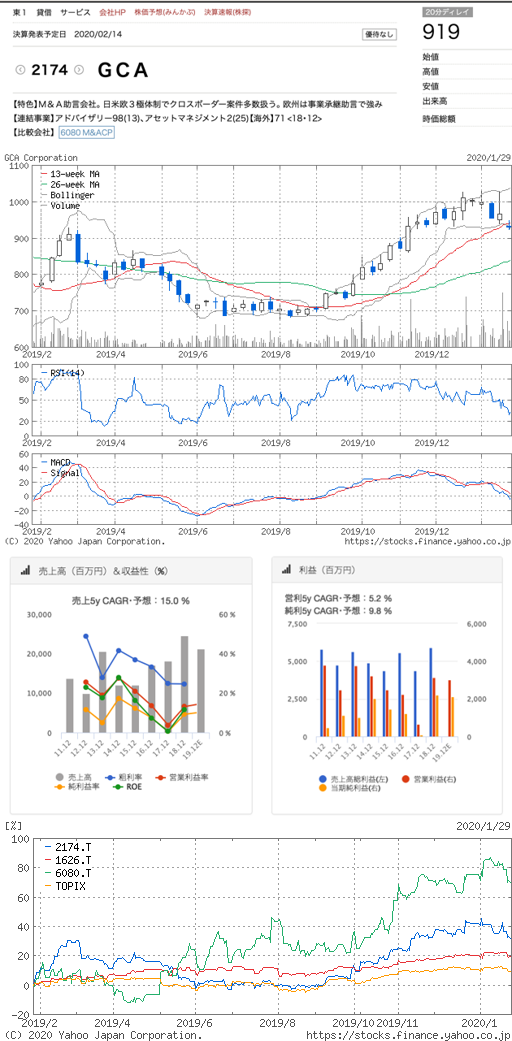 東1 貸借 サービス 会社HP 株価予想(みんかぶ) 決算速報(株探)
20分ディレイ
決算発表予定日 2020/02/14
優待なし
919
2174 GCA
始値
高値
安値
出来高
時価総額
【特色】M&A助言会社。日米欧3極体制でクロスボーダー案件多数扱う。欧州は事業承継助言で強み
【連結事業】アドバイザリー98(13)、アセットマネジメント2(25)【海外】71 <18・12>
【比較会社】 6080 M&ACP
GCA Corporation 2020/1/29
13-week MA
26-week MA
Bollinger
Volume
1100
1000
900
800
700
600
2019/2 2019/4 2019/6 2019/8 2019/10 2019/12
RSI(14)
100
80
60
40
20
0
2019/2 2019/4 2019/6 2019/8 2019/10 2019/12
MACD
Signal
60
40
20
0
-20
-40
2019/2 2019/4 2019/6 2019/8 2019/10 2019/12
(C) 2020 Yahoo Japan Corporation. https://stocks.finance.yahoo.co.jp
売上高（百万円）＆収益性（%）
売上5y CAGR・予想：15.0 %
30,000
20,000
10,000
0
60 %
40 %
20 %
0 %
11.12 12.12 13.12 14.12 15.12 16.12 17.12 18.12 19.12E
売上高 粗利率 営業利益率
純利益率 ROE
利益（百万円）
営利5y CAGR・予想：5.2 %
純利5y CAGR・予想：9.8 %
7,500
5,000
2,500
0
6,000
4,000
2,000
0
11.12 12.12 13.12 14.12 15.12 16.12 17.12 18.12 19.12E
売上高総利益(左) 営業利益(右)
当期純利益(右)
[%] 2020/1/29
2174.T
1626.T
6080.T
TOPIX
100
80
60
40
20
0
-20
2019/2 2019/4 2019/6 2019/8 2019/10 2019/11 2020/1
(C) 2020 Yahoo Japan Corporation. https://stocks.finance.yahoo.co.jp/